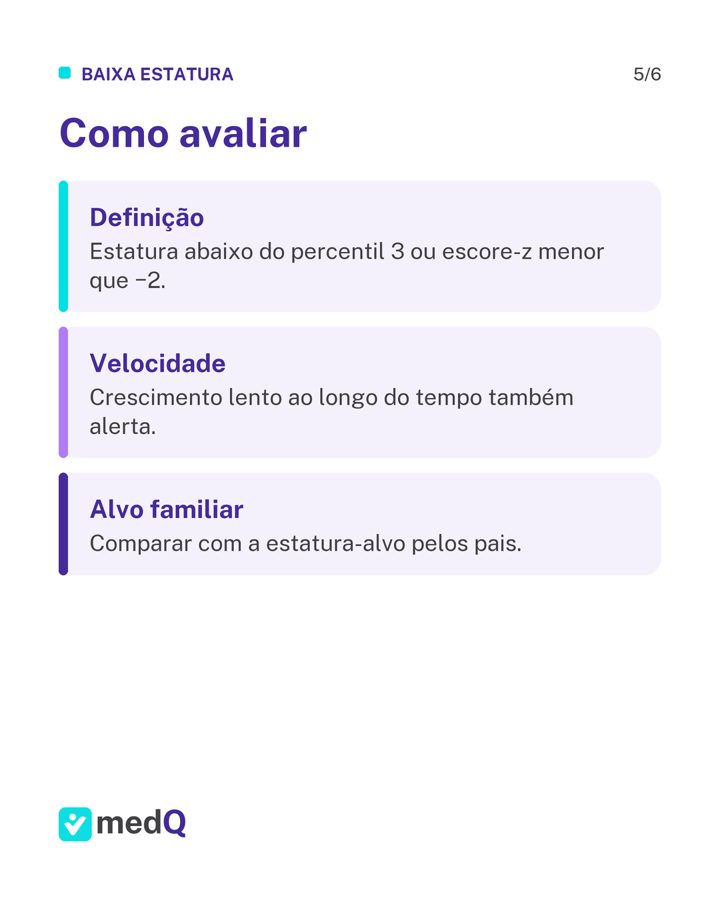 BAIXA ESTATURA
5/6
Como avaliar
Definição
Estatura abaixo do percentil 3 ou escore-z menor
que −2.
Velocidade
Crescimento lento ao longo do tempo também
alerta.
Alvo familiar
Comparar com a estatura-alvo pelos pais.
medQ